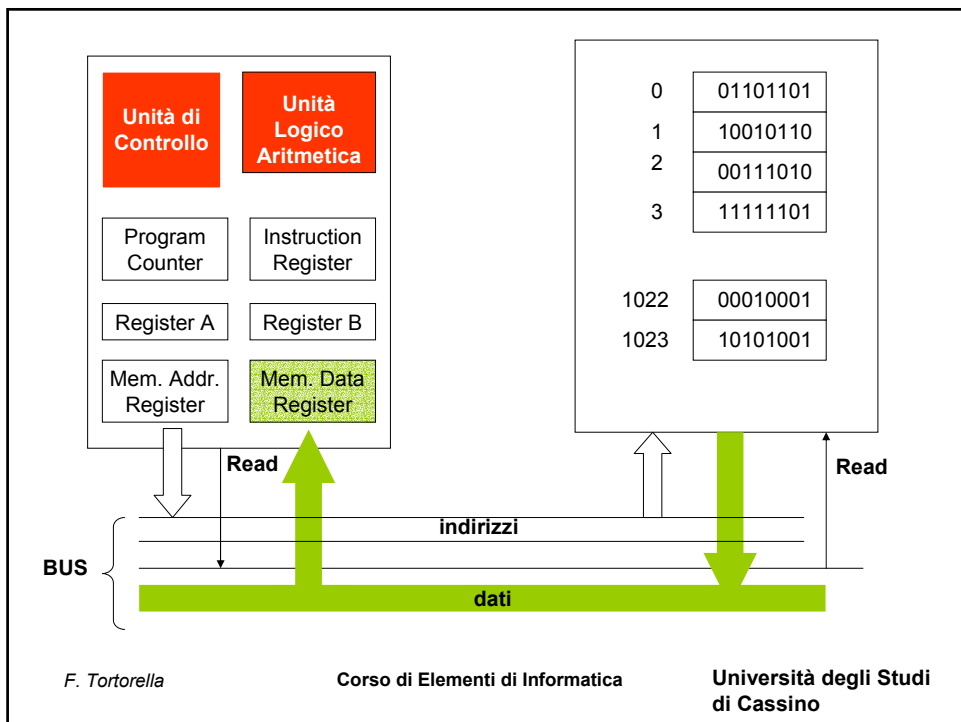 Unità di
Controllo
Unità
Logico
Aritmetica
Program
Counter
Instruction
Register
Register A
Register B
Mem. Addr.
Register
Mem. Data
Register
0
01101101
1
10010110
2
00111010
3
11111101
1022
00010001
1023
10101001
Read
Read
indirizzi
BUS
dati
F. Tortorella
Corso di Elementi di Informatica
Università degli Studi
di Cassino